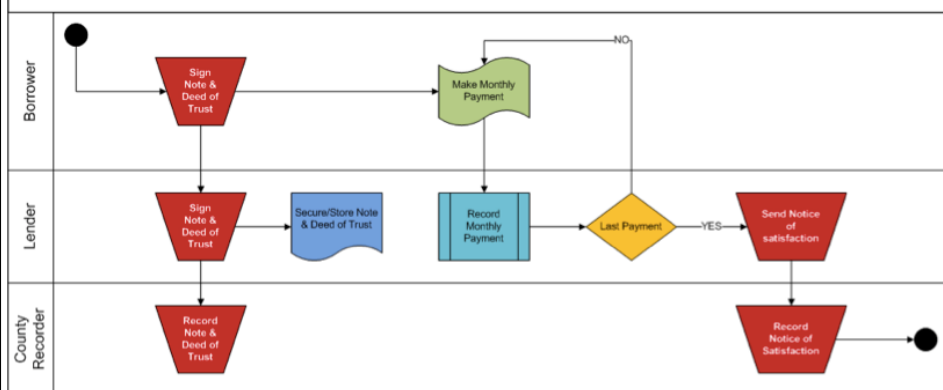 Borrower
Sign
Note &
Deed of
Trust
Make Monthly
Payment
NO
Lender
Sign
Note &
Deed of
Trust
Secure/Store Note
& Deed of Trust
Record
Monthly
Payment
Last Payment
YES
Send Notice
of
satisfaction
County
Recorder
Record
Note &
Deed of
Trust
Record
Notice of
Satisfaction